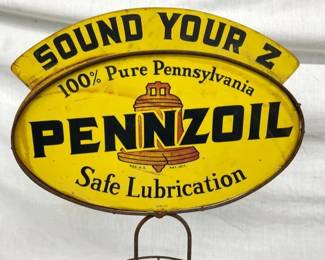 SOUND YOUR Z
100% Pure Pennsylvania
PENNZOIL
Safe Lubrication